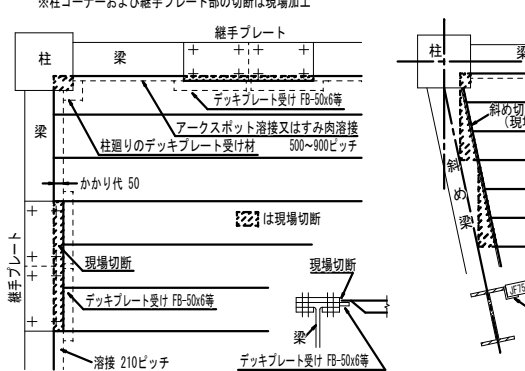 ※柱コーナーおよび継手プレート部の切断は現場加工
継手プレート
柱
梁
デッキプレート受け FB-50x6等
アークスポット溶接又はすみ肉溶接
柱廻りのデッキプレート受け材
500~900ピッチ
梁
かかり代 50
は現場切断
継手プレート
現場切断
デッキプレート受け FB-50x6等
溶接 210ピッチ
現場切断
梁
デッキプレート受け FB-50x6等
柱
梁
斜め切
(現場
斜め梁
JF75